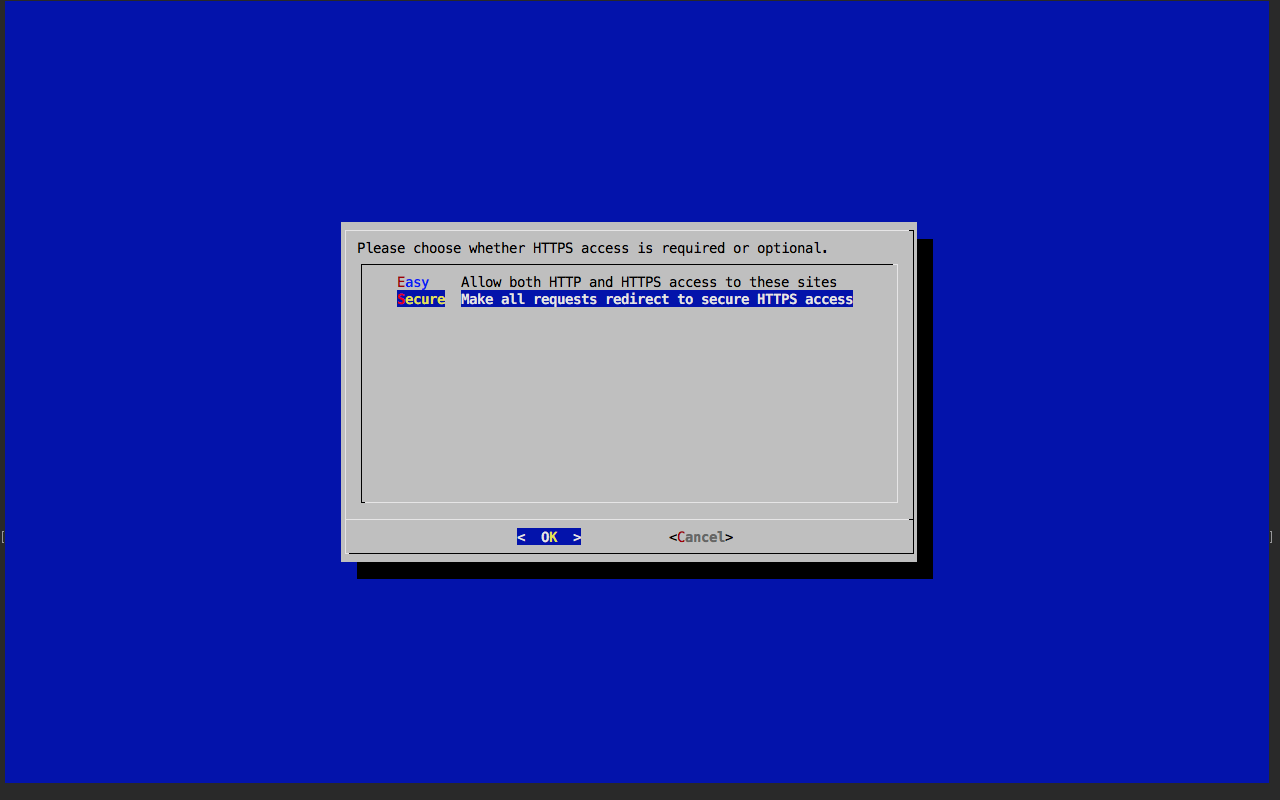 Please choose whether HTTPS access is required or optional.
Easy Allow both HTTP and HTTPS access to these sites
Secure Make all requests redirect to secure HTTPS access
[ < OK > <Cancel> ]